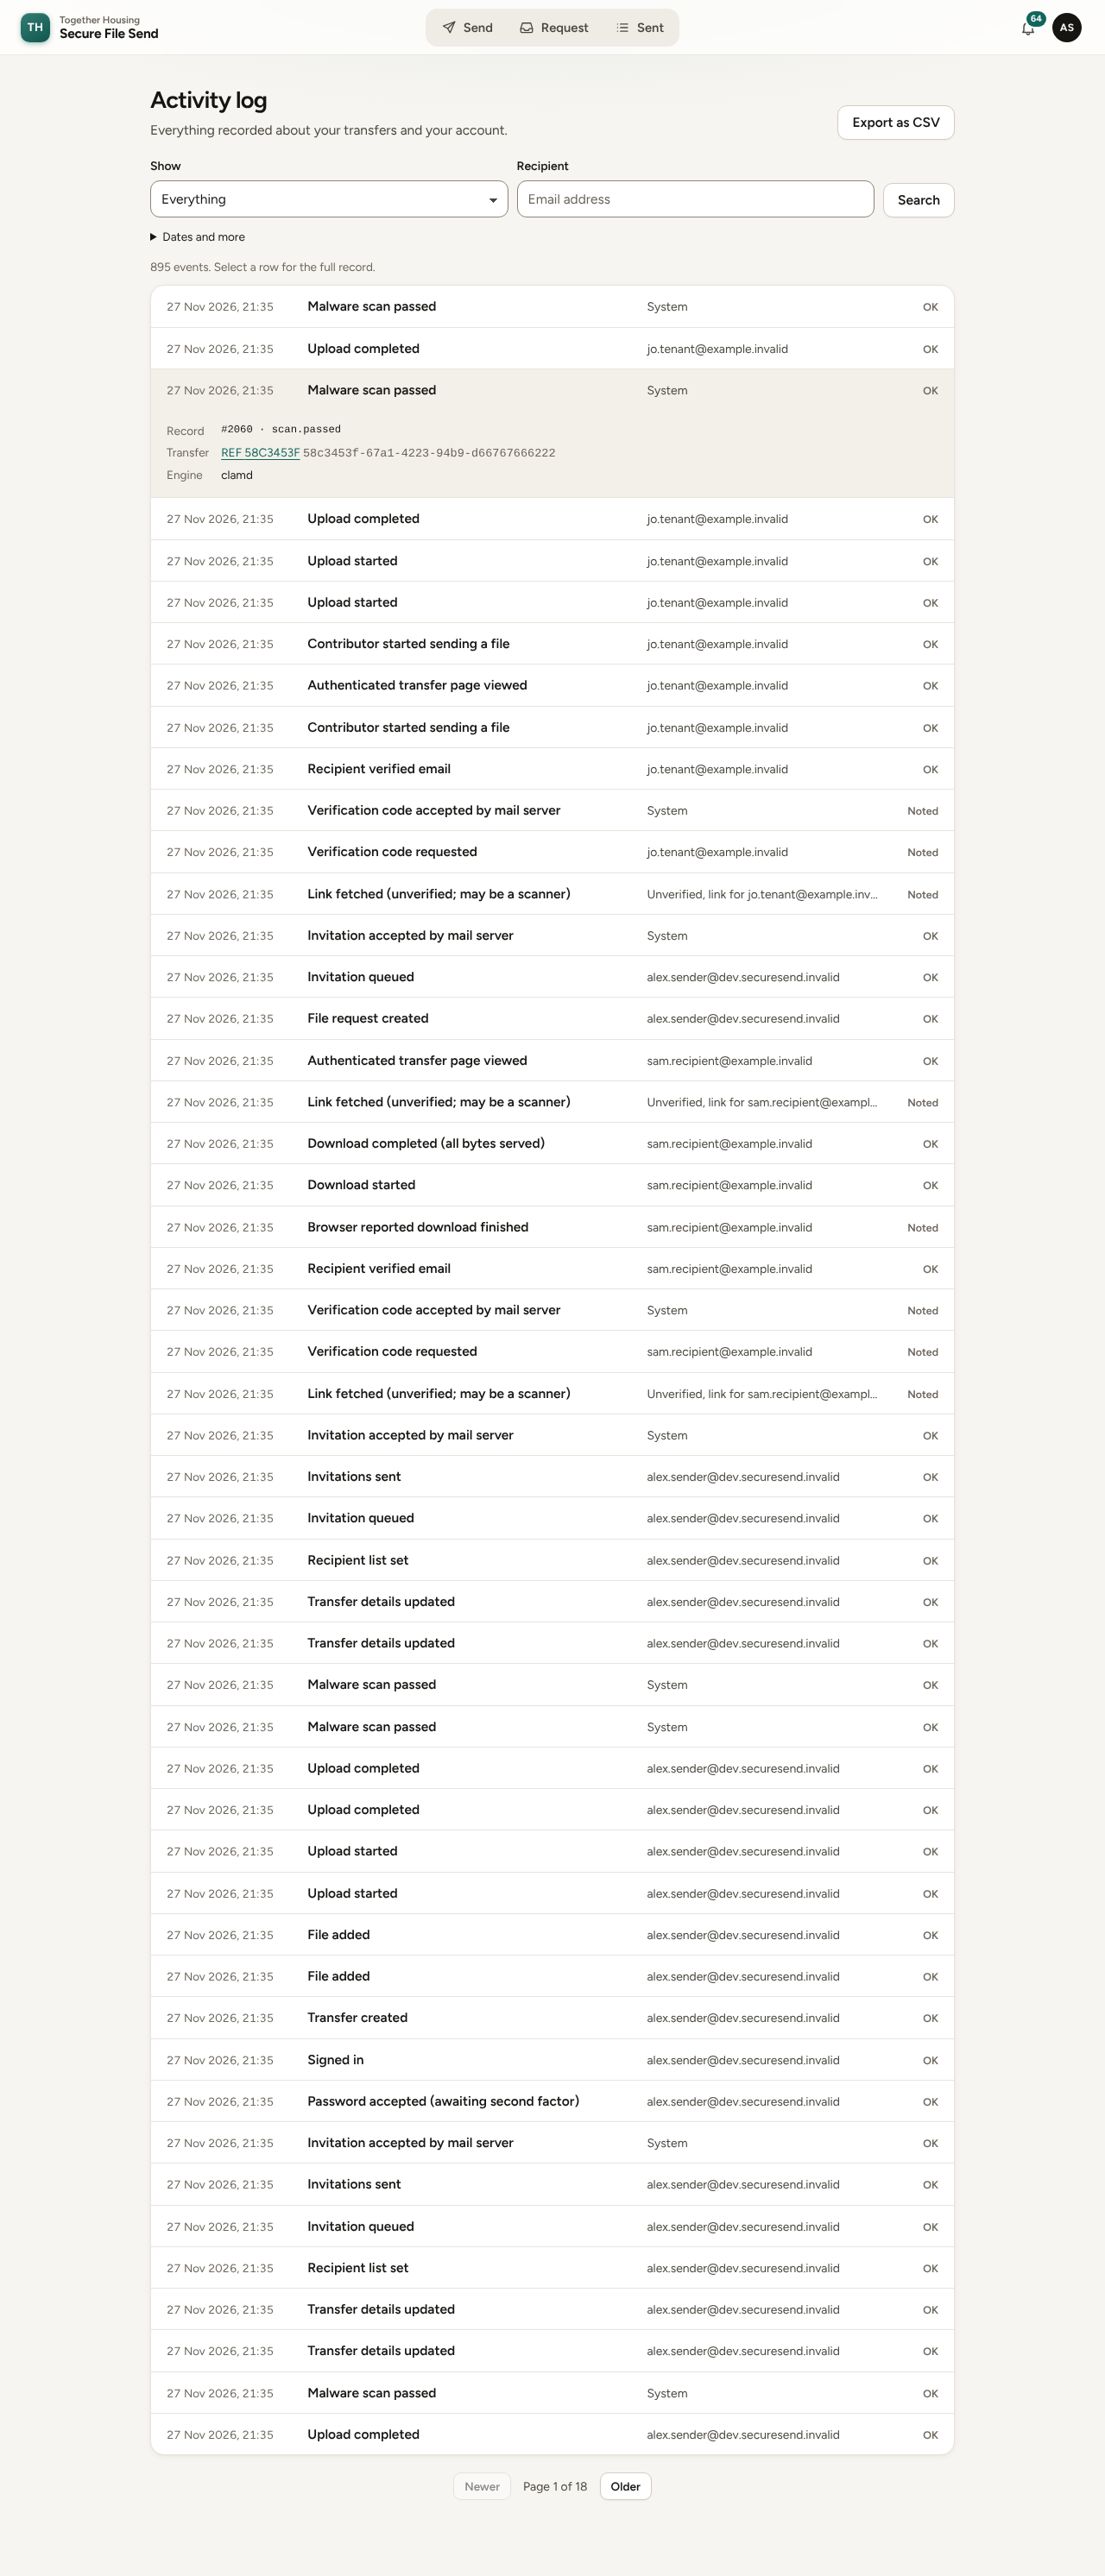 TH
Together Housing
Secure File Send
Send
Request
Sent
64
AS
Activity log
Everything recorded about your transfers and your account.
Export as CSV
Show
Recipient
Everything
Email address
Search
Dates and more
895 events. Select a row for the full record.
27 Nov 2026, 21:35 Malware scan passed System OK
27 Nov 2026, 21:35 Upload completed jo.tenant@example.invalid OK
27 Nov 2026, 21:35 Malware scan passed System OK
Record #2060 · scan.passed
Transfer REF 58C3453F 58c3453f-67a1-4223-94b9-d66767666222
Engine clamd
27 Nov 2026, 21:35 Upload completed jo.tenant@example.invalid OK
27 Nov 2026, 21:35 Upload started jo.tenant@example.invalid OK
27 Nov 2026, 21:35 Upload started jo.tenant@example.invalid OK
27 Nov 2026, 21:35 Contributor started sending a file jo.tenant@example.invalid OK
27 Nov 2026, 21:35 Authenticated transfer page viewed jo.tenant@example.invalid OK
27 Nov 2026, 21:35 Contributor started sending a file jo.tenant@example.invalid OK
27 Nov 2026, 21:35 Recipient verified email jo.tenant@example.invalid OK
27 Nov 2026, 21:35 Verification code accepted by mail server System Noted
27 Nov 2026, 21:35 Verification code requested jo.tenant@example.invalid Noted
27 Nov 2026, 21:35 Link fetched (unverified; may be a scanner) Unverified, link for jo.tenant@example.inv... Noted
27 Nov 2026, 21:35 Invitation accepted by mail server System OK
27 Nov 2026, 21:35 Invitation queued alex.sender@dev.securesend.invalid OK
27 Nov 2026, 21:35 File request created alex.sender@dev.securesend.invalid OK
27 Nov 2026, 21:35 Authenticated transfer page viewed sam.recipient@example.invalid OK
27 Nov 2026, 21:35 Link fetched (unverified; may be a scanner) Unverified, link for sam.recipient@exampl... Noted
27 Nov 2026, 21:35 Download completed (all bytes served) sam.recipient@example.invalid OK
27 Nov 2026, 21:35 Download started sam.recipient@example.invalid OK
27 Nov 2026, 21:35 Browser reported download finished sam.recipient@example.invalid Noted
27 Nov 2026, 21:35 Recipient verified email sam.recipient@example.invalid OK
27 Nov 2026, 21:35 Verification code accepted by mail server System Noted
27 Nov 2026, 21:35 Verification code requested sam.recipient@example.invalid Noted
27 Nov 2026, 21:35 Link fetched (unverified; may be a scanner) Unverified, link for sam.recipient@exampl... Noted
27 Nov 2026, 21:35 Invitation accepted by mail server System OK
27 Nov 2026, 21:35 Invitations sent alex.sender@dev.securesend.invalid OK
27 Nov 2026, 21:35 Invitation queued alex.sender@dev.securesend.invalid OK
27 Nov 2026, 21:35 Recipient list set alex.sender@dev.securesend.invalid OK
27 Nov 2026, 21:35 Transfer details updated alex.sender@dev.securesend.invalid OK
27 Nov 2026, 21:35 Transfer details updated alex.sender@dev.securesend.invalid OK
27 Nov 2026, 21:35 Malware scan passed System OK
27 Nov 2026, 21:35 Malware scan passed System OK
27 Nov 2026, 21:35 Upload completed alex.sender@dev.securesend.invalid OK
27 Nov 2026, 21:35 Upload completed alex.sender@dev.securesend.invalid OK
27 Nov 2026, 21:35 Upload started alex.sender@dev.securesend.invalid OK
27 Nov 2026, 21:35 Upload started alex.sender@dev.securesend.invalid OK
27 Nov 2026, 21:35 File added alex.sender@dev.securesend.invalid OK
27 Nov 2026, 21:35 File added alex.sender@dev.securesend.invalid OK
27 Nov 2026, 21:35 Transfer created alex.sender@dev.securesend.invalid OK
27 Nov 2026, 21:35 Signed in alex.sender@dev.securesend.invalid OK
27 Nov 2026, 21:35 Password accepted (awaiting second factor) alex.sender@dev.securesend.invalid OK
27 Nov 2026, 21:35 Invitation accepted by mail server System OK
27 Nov 2026, 21:35 Invitations sent alex.sender@dev.securesend.invalid OK
27 Nov 2026, 21:35 Invitation queued alex.sender@dev.securesend.invalid OK
27 Nov 2026, 21:35 Recipient list set alex.sender@dev.securesend.invalid OK
27 Nov 2026, 21:35 Transfer details updated alex.sender@dev.securesend.invalid OK
27 Nov 2026, 21:35 Transfer details updated alex.sender@dev.securesend.invalid OK
27 Nov 2026, 21:35 Malware scan passed System OK
27 Nov 2026, 21:35 Upload completed alex.sender@dev.securesend.invalid OK
Newer Page 1 of 18 Older